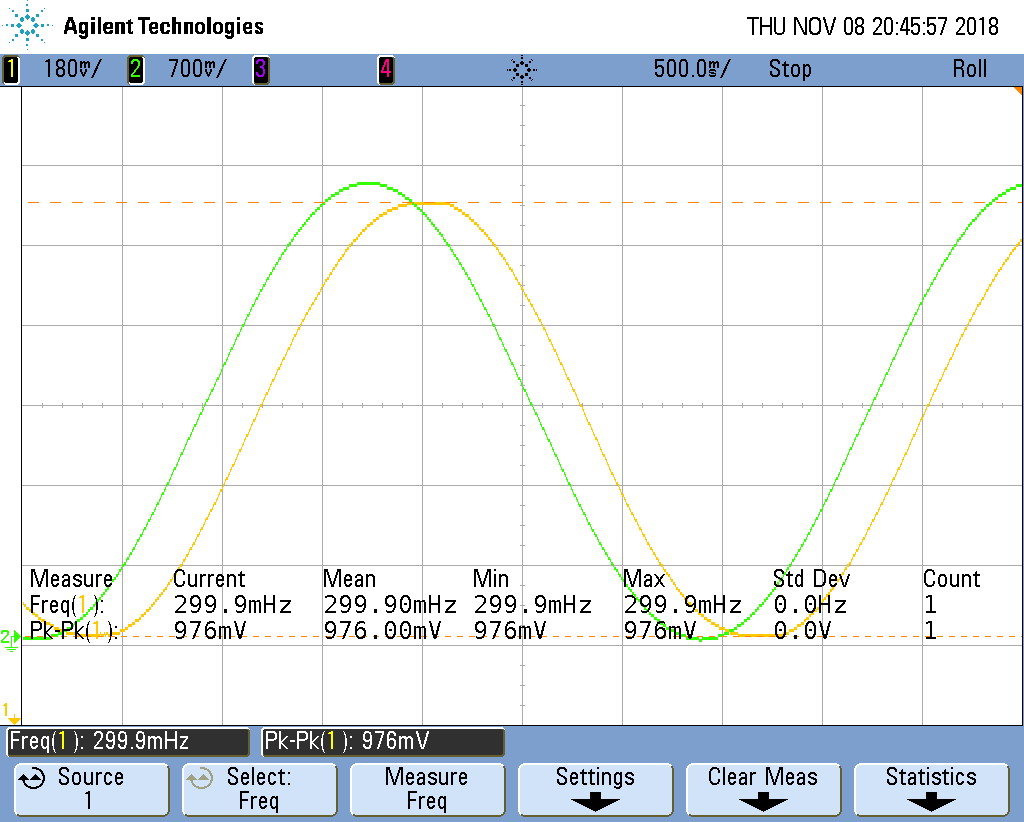 Agilent Technologies THU NOV 08 20:45:57 2018
1 180mV/ 2 700mV/ 3 4 500.0ms/ Stop Roll
Measure Current Mean Min Max Std Dev Count
Freq(1): 299.9mHz 299.90mHz 299.9mHz 299.9mHz 0.0Hz 1
Pk-Pk(1): 976mV 976.00mV 976mV 976mV 0.0V 1
2
1
Freq(1): 299.9mHz Pk-Pk(1): 976mV
Source Select: Measure Settings Clear Meas Statistics
1 Freq Freq